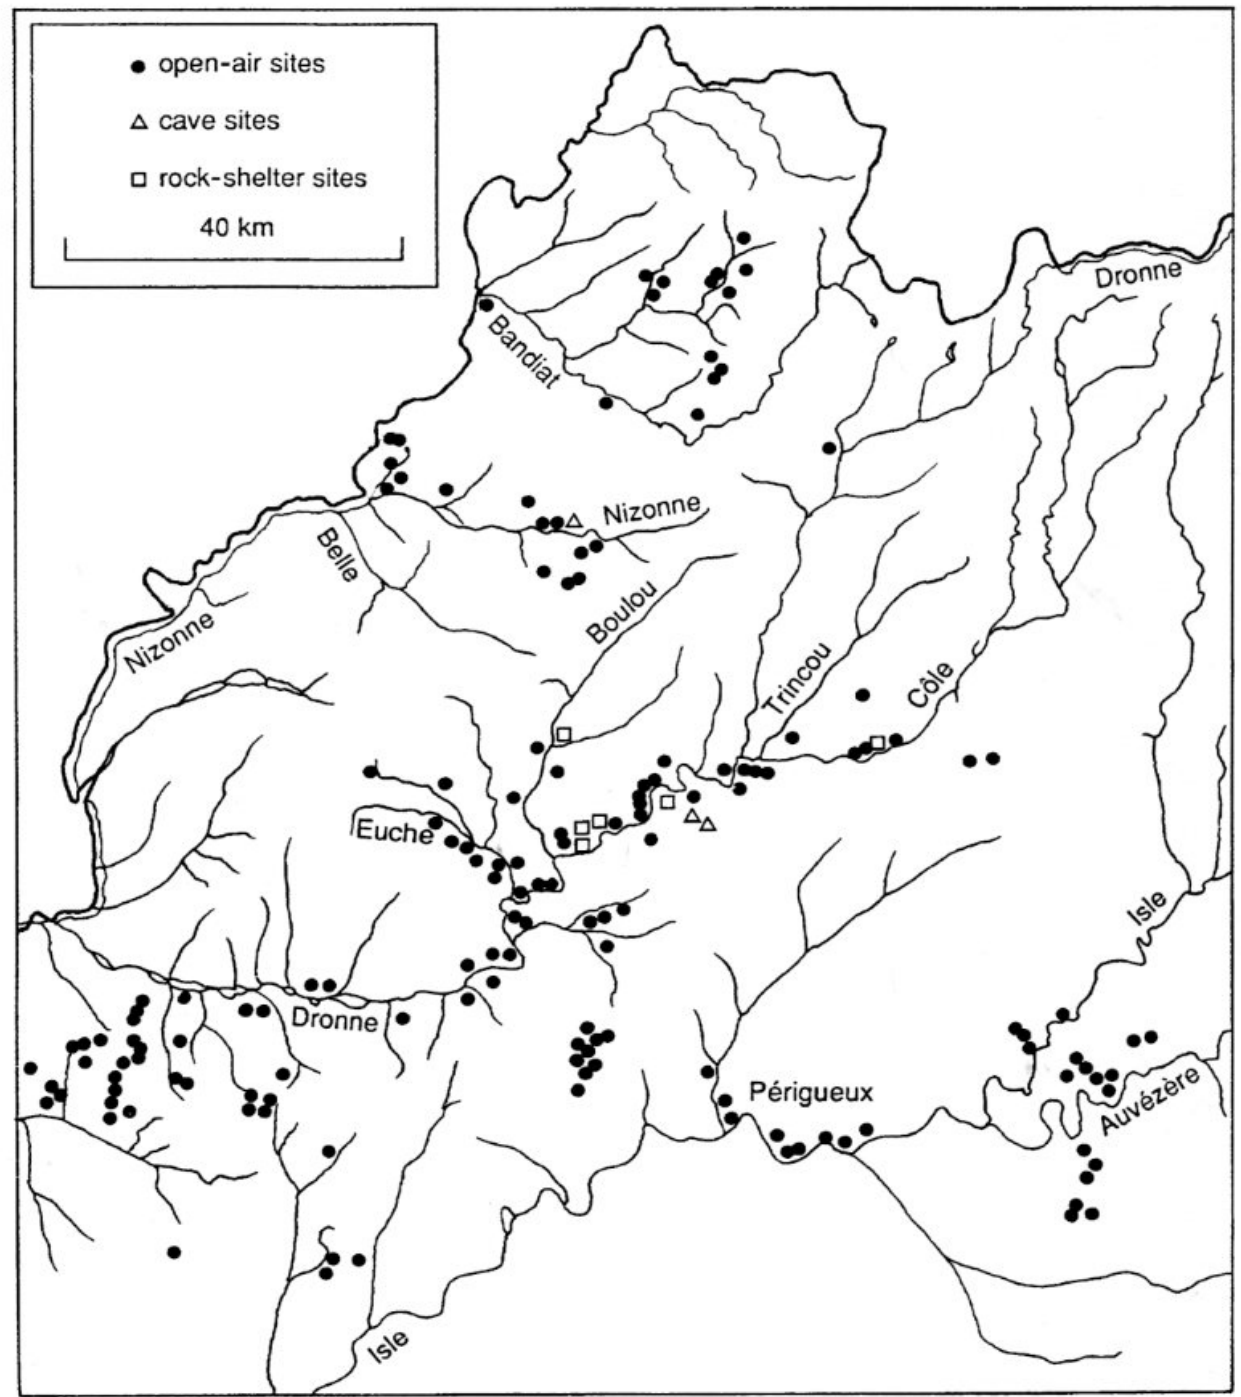 open-air sites
cave sites
rock-shelter sites
40 km
Dronne
Bandiat
Nizonne
Belle
Boulou
Nizonne
Trincou
Côle
Euche
Isle
Dronne
Périgueux
Auvézère
Isle